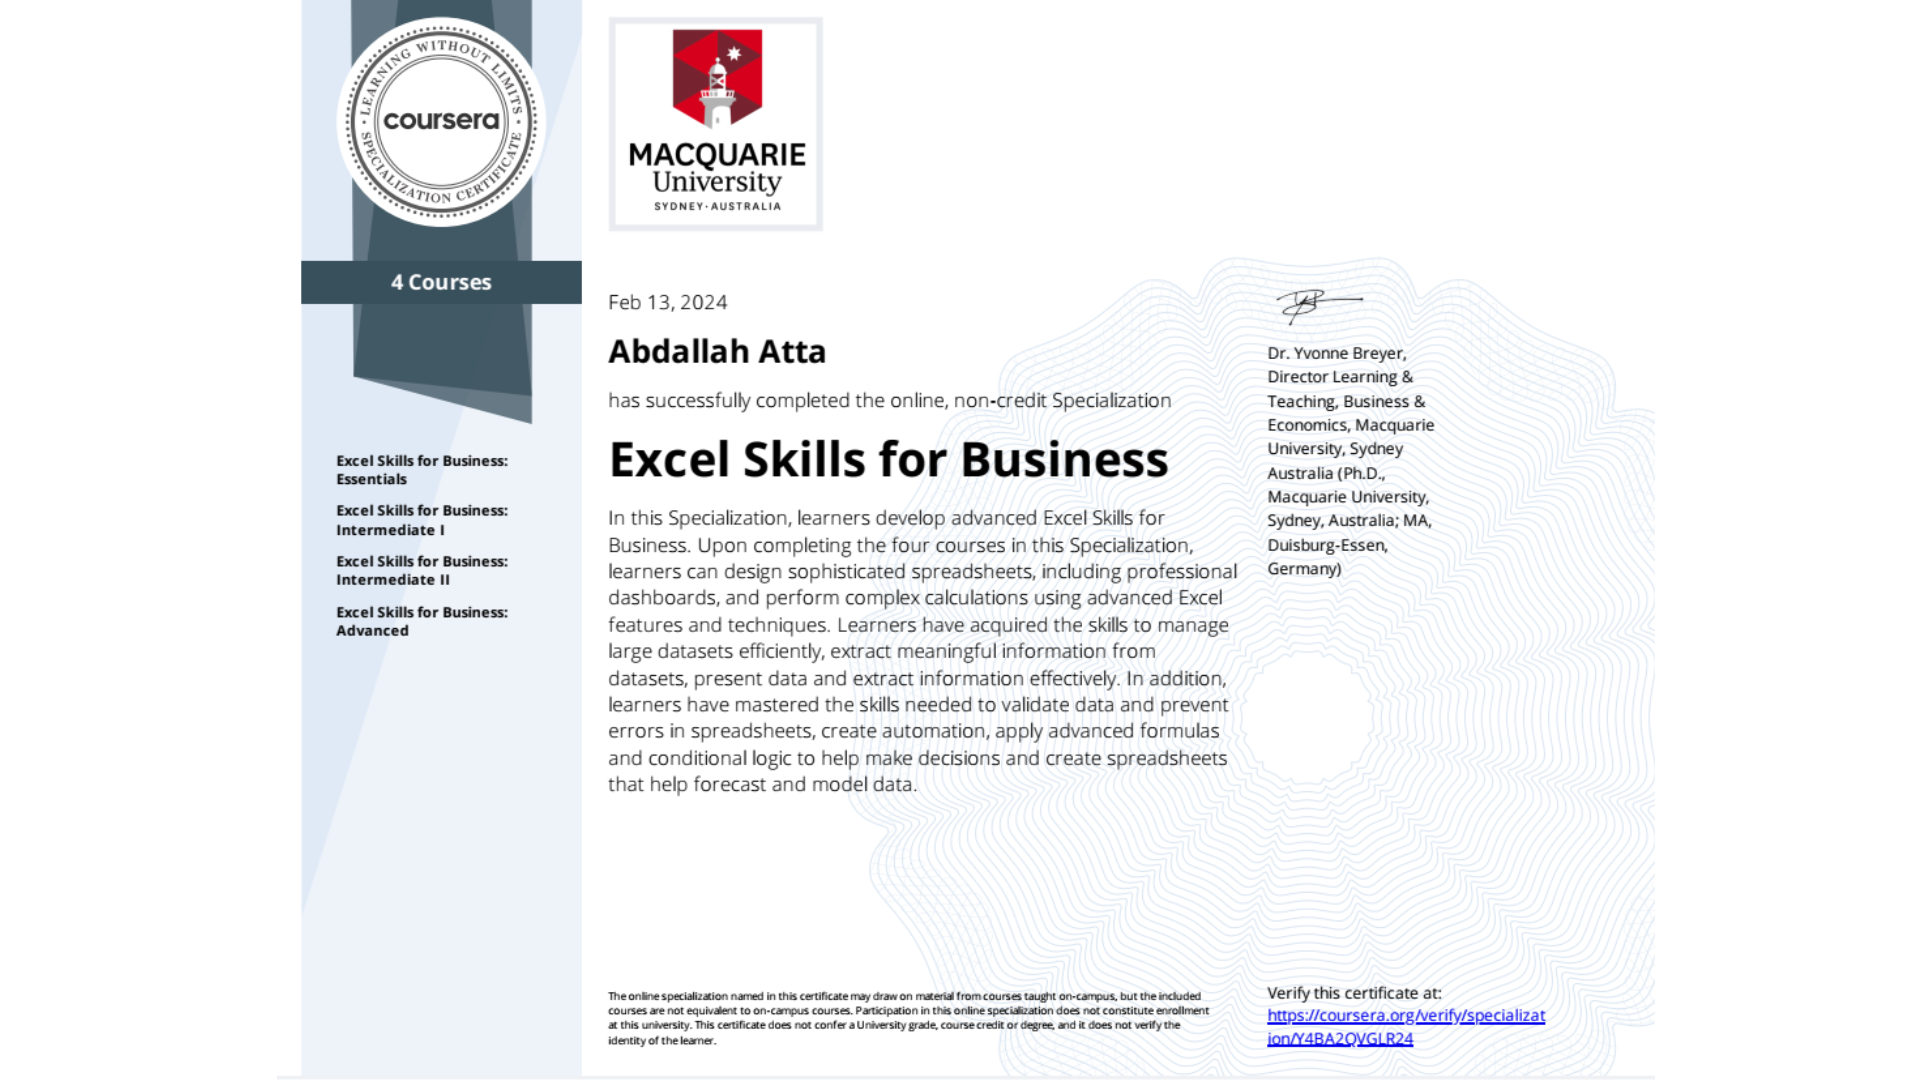 LEARNING WITHOUT LIMITS
coursera
SPECIALIZATION CERTIFICATE
4 Courses
Excel Skills for Business:
Essentials
Excel Skills for Business:
Intermediate I
Excel Skills for Business:
Intermediate II
Excel Skills for Business:
Advanced
MACQUARIE
University
SYDNEY·AUSTRALIA
Feb 13, 2024
Abdallah Atta
has successfully completed the online, non-credit Specialization
Excel Skills for Business
In this Specialization, learners develop advanced Excel Skills for
Business. Upon completing the four courses in this Specialization,
learners can design sophisticated spreadsheets, including professional
dashboards, and perform complex calculations using advanced Excel
features and techniques. Learners have acquired the skills to manage
large datasets efficiently, extract meaningful information from
datasets, present data and extract information effectively. In addition,
learners have mastered the skills needed to validate data and prevent
errors in spreadsheets, create automation, apply advanced formulas
and conditional logic to help make decisions and create spreadsheets
that help forecast and model data.
Dr. Yvonne Breyer,
Director Learning &
Teaching, Business &
Economics, Macquarie
University, Sydney
Australia (Ph.D.,
Macquarie University,
Sydney, Australia; MA,
Duisburg-Essen,
Germany)
The online specialization named in this certificate may draw on material from courses taught on-campus, but the included
courses are not equivalent to on-campus courses. Participation in this online specialization does not constitute enrollment
at this university. This certificate does not confer a University grade, course credit or degree, and it does not verify the
identity of the learner.
Verify this certificate at:
https://coursera.org/verify/specializat
ion/Y4BA2QVGLR24